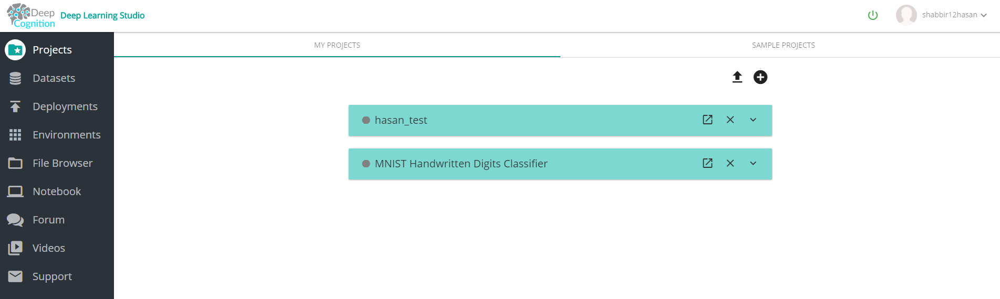 Deep
Cognition
Deep Learning Studio
shabbir12hasan
Projects
Datasets
Deployments
Environments
File Browser
Notebook
Forum
Videos
Support
MY PROJECTS
SAMPLE PROJECTS
hasan_test
MNIST Handwritten Digits Classifier